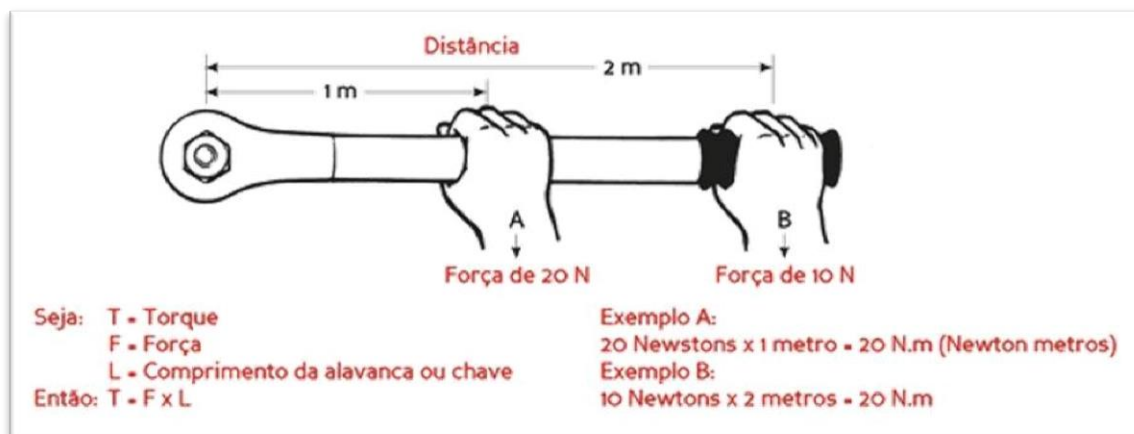 Distância
2 m
1 m
A
B
Força de 20 N
Força de 10 N
Seja: T - Torque
F - Força
L - Comprimento da alavanca ou chave
Então: T - F x L
Exemplo A:
20 Newstons x 1 metro - 20 N.m (Newton metros)
Exemplo B:
10 Newtons x 2 metros - 20 N.m